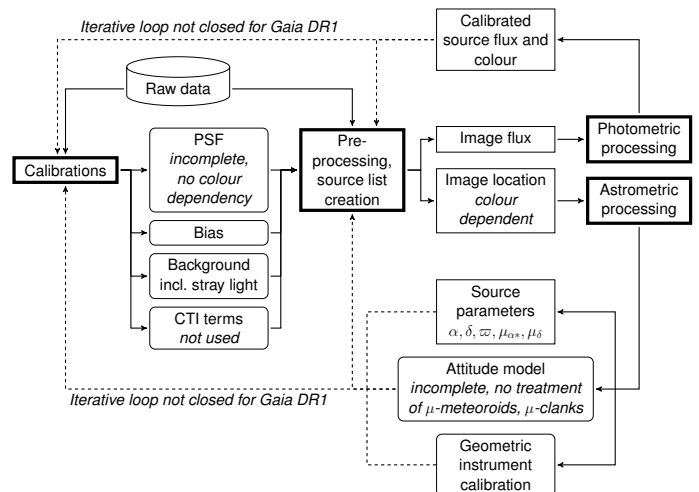 Iterative loop not closed for Gaia DR1
Calibrated
source flux and
colour
Raw data
PSF
incomplete,
no colour
dependency
Pre-
processing,
source list
creation
Image flux
Photometric
processing
Calibrations
Image location
colour
dependent
Astrometric
processing
Bias
Background
incl. stray light
CTI terms
not used
Source
parameters
α, δ, ϖ, μα∗, μδ
Attitude model
incomplete, no treatment
of μ-meteoroids, μ-clanks
Iterative loop not closed for Gaia DR1
Geometric
instrument
calibration